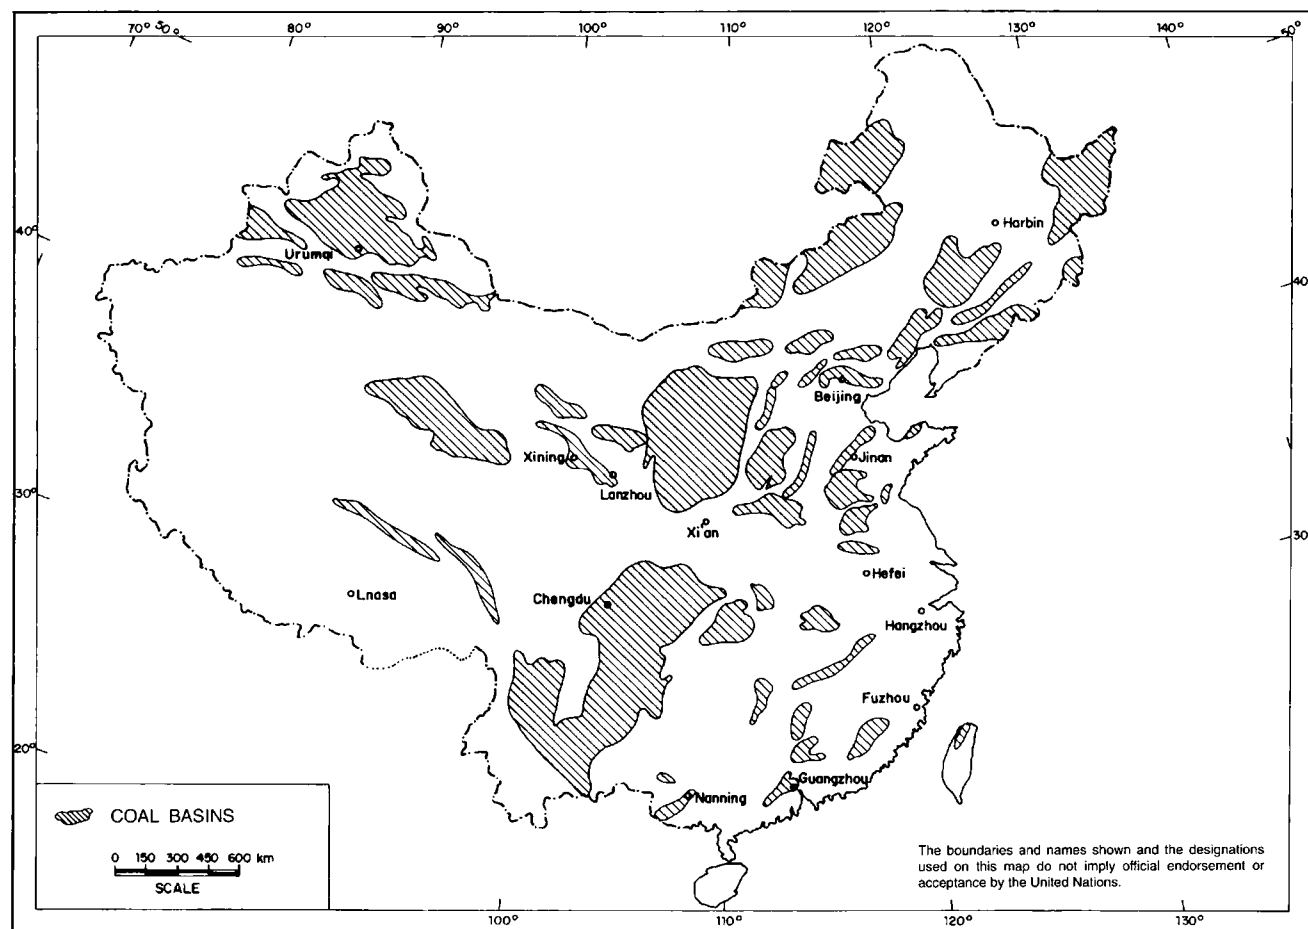 70° 50° 80° 90° 100° 110° 120° 130° 140° 50°
Harbin
40°
Urumqi
40°
Beijing
Xining
Jinan
Lanzhou
30°
Xi'an
30°
Hefei
Lnasa
Chengdu
Hangzhou
Fuzhou
20°
Guangzhou
Nanning
COAL BASINS
0 150 300 450 600 km
SCALE
The boundaries and names shown and the designations
used on this map do not imply official endorsement or
acceptance by the United Nations.
100° 110° 120° 130°